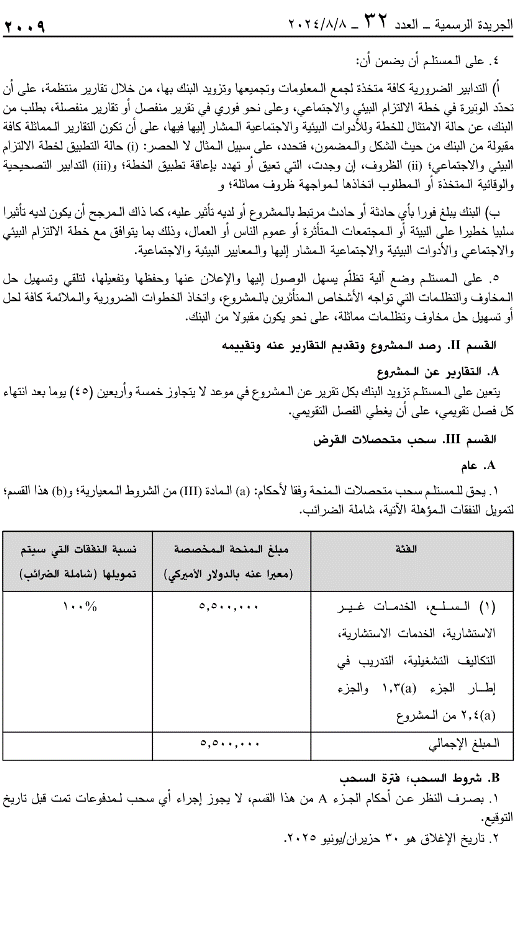 الجريدة الرسمية ــ العدد ٣٢ ــ ٢٠٢٤/٨/٨
٢٠٠٩
٤. على المستلم أن يضمن أن:
أ) التدابير الضرورية كافة متخذة لجمع المعلومات وتجميعها وتزويد البنك بها، من خلال تقارير منتظمة، على أن
تحدّد الوتيرة في خطة الالتزام البيئي والاجتماعي، وعلى نحو فوري في تقرير منفصل أو تقارير منفصلة، بطلب من
البنك، عن حالة الامتثال للخطة وللأدوات البيئية والاجتماعية المشار إليها فيها، على أن تكون التقارير المماثلة كافة
مقبولة من البنك من حيث الشكل والمضمون، فتحدد، على سبيل المثال لا الحصر: (i) حالة التطبيق لخطة الالتزام
البيئي والاجتماعي؛ (ii) الظروف، إن وجدت، التي تعيق أو تهدد بإعاقة تطبيق الخطة؛ و(iii) التدابير التصحيحية
والوقائية المتخذة أو المطلوب اتخاذها لمواجهة ظروف مماثلة؛ و
ب) البنك يبلغ فورا بأي حادثة أو حادث مرتبط بالمشروع أو لديه تأثير عليه، كما ذاك المرجح أن يكون لديه تأثيرا
سلبيا خطيرا على البيئة أو المجتمعات المتأثرة أو عموم الناس أو العمال، وذلك بما يتوافق مع خطة الالتزام البيئي
والاجتماعي والأدوات البيئية والاجتماعية المشار إليها والمعايير البيئية والاجتماعية.
٥. على المستلم وضع آلية تظلّم يسهل الوصول إليها والإعلان عنها وحفظها وتفعيلها، لتلقي وتسهيل حل
المخاوف والتظلمات التي تواجه الأشخاص المتأثرين بالمشروع، واتخاذ الخطوات الضرورية والملائمة كافة لحل
أو تسهيل حل مخاوف وتظلمات مماثلة، على نحو يكون مقبولا من البنك.
القسم II. رصد المشروع وتقديم التقارير عنه وتقييمه
A. التقارير عن المشروع
يتعين على المستلم تزويد البنك بكل تقرير عن المشروع في موعد لا يتجاوز خمسة وأربعين (٤٥) يوما بعد انتهاء
كل فصل تقويمي، على أن يغطي الفصل التقويمي.
القسم III. سحب متحصلات القرض
A. عام
١. يحق للمستلم سحب متحصلات المنحة وفقا لأحكام: (a) المادة (III) من الشروط المعيارية؛ و(b) هذا القسم؛
لتمويل النفقات المؤهلة الآتية، شاملة الضرائب.
الفئة
مبلغ المنحة المخصصة
(معبرا عنه بالدولار الأميركي)
نسبة النفقات التي سيتم
تمويلها (شاملة الضرائب)
(١) السلع، الخدمات غير
الاستشارية، الخدمات الاستشارية،
التكاليف التشغيلية، التدريب في
إطار الجزء ١,٣(a) والجزء
٢,٤(a) من المشروع
٥,٥٠٠,٠٠٠
١٠٠%
المبلغ الإجمالي
٥,٥٠٠,٠٠٠
B. شروط السحب؛ فترة السحب
١. بصرف النظر عن أحكام الجزء A من هذا القسم، لا يجوز إجراء أي سحب لمدفوعات تمت قبل تاريخ
التوقيع.
٢. تاريخ الإغلاق هو ٣٠ حزيران/يونيو ٢٠٢٥.